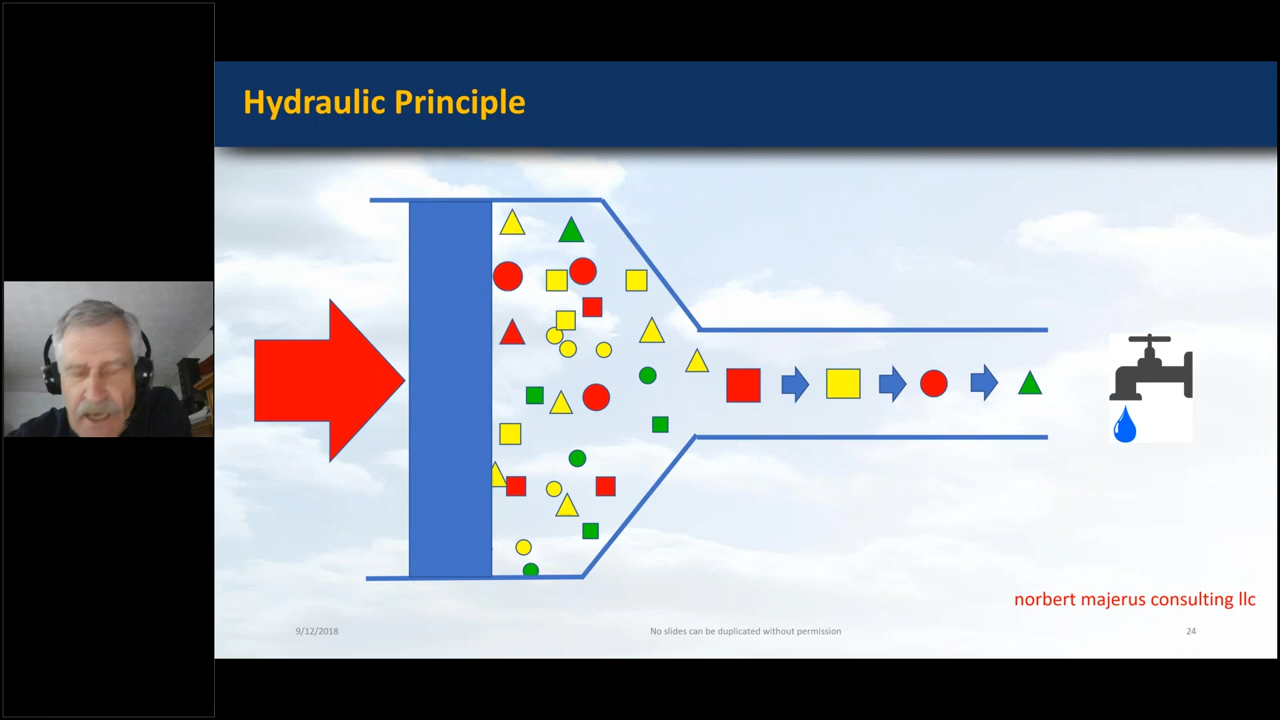 Hydraulic Principle
norbert majerus consulting llc
9/12/2018
No slides can be duplicated without permission
24